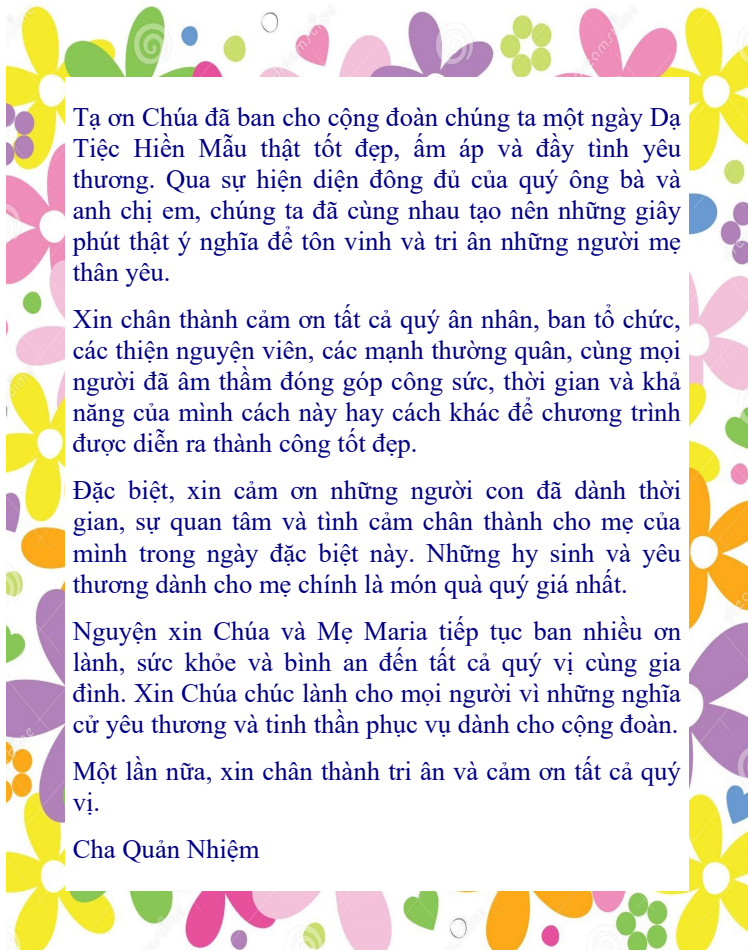 Tạ ơn Chúa đã ban cho cộng đoàn chúng ta một ngày Dạ
Tiệc Hiền Mẫu thật tốt đẹp, ấm áp và đầy tình yêu
thương. Qua sự hiện diện đông đủ của quý ông bà và
anh chị em, chúng ta đã cùng nhau tạo nên những giây
phút thật ý nghĩa để tôn vinh và tri ân những người mẹ
thân yêu.
Xin chân thành cảm ơn tất cả quý ân nhân, ban tổ chức,
các thiện nguyện viên, các mạnh thường quân, cùng mọi
người đã âm thầm đóng góp công sức, thời gian và khả
năng của mình cách này hay cách khác để chương trình
được diễn ra thành công tốt đẹp.
Đặc biệt, xin cảm ơn những người con đã dành thời
gian, sự quan tâm và tình cảm chân thành cho mẹ của
mình trong ngày đặc biệt này. Những hy sinh và yêu
thương dành cho mẹ chính là món quà quý giá nhất.
Nguyện xin Chúa và Mẹ Maria tiếp tục ban nhiều ơn
lành, sức khỏe và bình an đến tất cả quý vị cùng gia
đình. Xin Chúa chúc lành cho mọi người vì những nghĩa
cử yêu thương và tinh thần phục vụ dành cho cộng đoàn.
Một lần nữa, xin chân thành tri ân và cảm ơn tất cả quý
vị.
Cha Quản Nhiệm